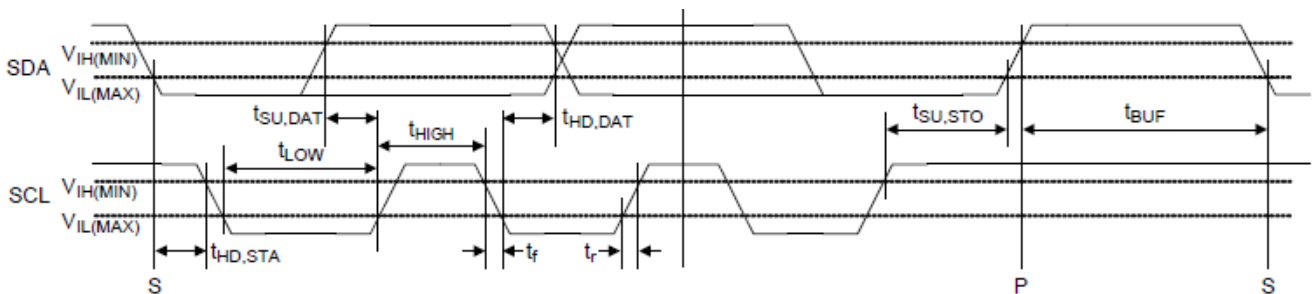 SDA
VIH(MIN)
VIL(MAX)
tSU,DAT
tHD,DAT
tSU,STO
tBUF
tHIGH
tLOW
SCL
VIH(MIN)
VIL(MAX)
tHD,STA
tf
tr
S
P
S